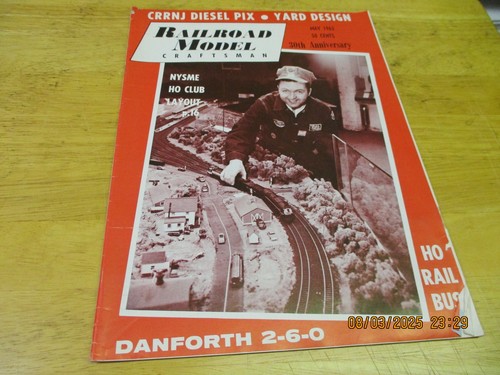 CRRNJ DIESEL PIX • YARD DESIGN
RAILROAD
MODEL
CRAFTSMAN
30th Anniversary
NYSME
HO CLUB
LAYOUT
p.16
HO
RAIL
BUS
DANFORTH 2-6-0
08/03/2025 23:29